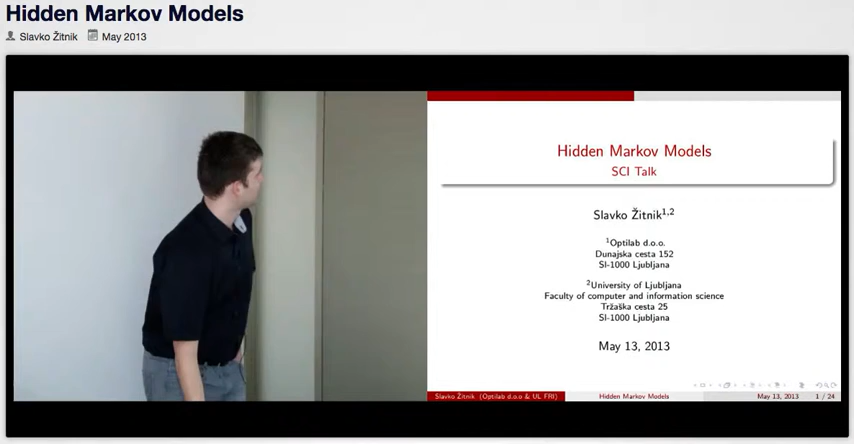 Hidden Markov Models
Slavko Žitnik May 2013
Hidden Markov Models
SCI Talk
Slavko Žitnik1,2
1Optilab d.o.o.
Dunajska cesta 152
SI-1000 Ljubljana
2University of Ljubljana
Faculty of computer and information science
Tržaška cesta 25
SI-1000 Ljubljana
May 13, 2013
Slavko Žitnik (Optilab d.o.o & UL FRI) Hidden Markov Models May 13, 2013 1 / 24